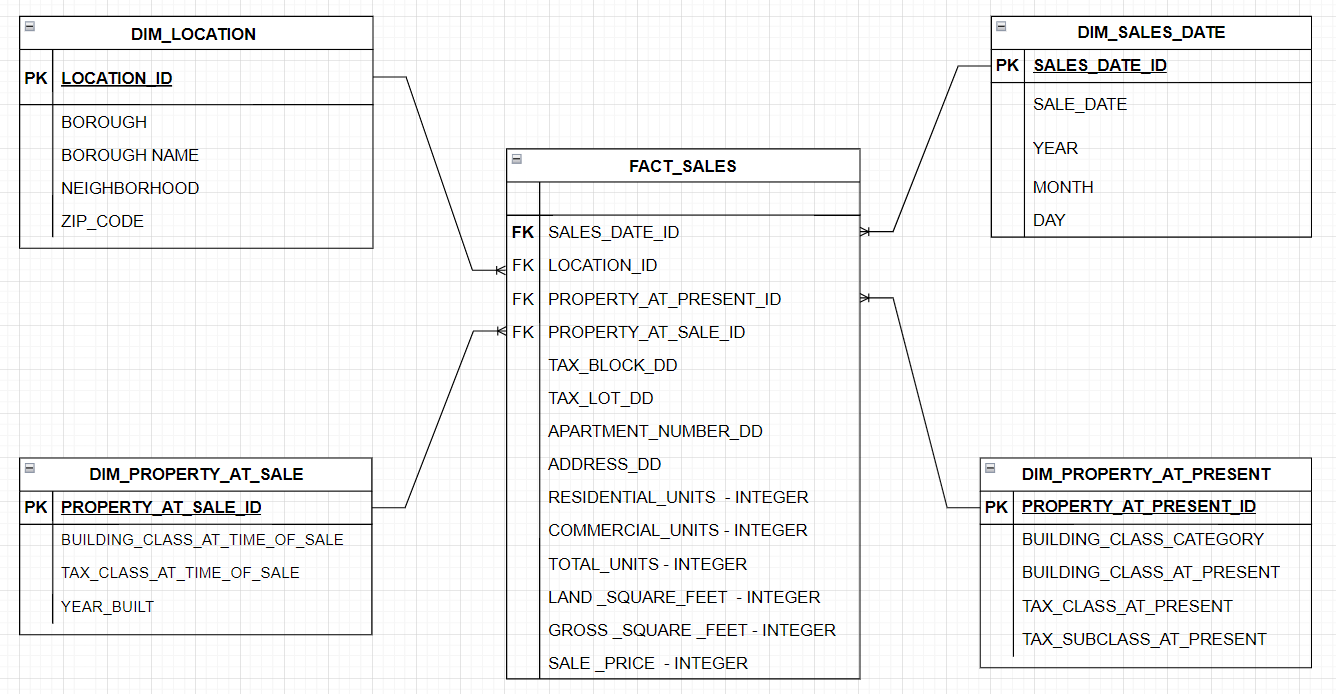 DIM_LOCATION
PK LOCATION_ID
BOROUGH
BOROUGH NAME
NEIGHBORHOOD
ZIP_CODE
DIM_SALES_DATE
PK SALES_DATE_ID
SALE_DATE
YEAR
MONTH
DAY
FACT_SALES
FK SALES_DATE_ID
FK LOCATION_ID
FK PROPERTY_AT_PRESENT_ID
FK PROPERTY_AT_SALE_ID
TAX_BLOCK_DD
TAX_LOT_DD
APARTMENT_NUMBER_DD
ADDRESS_DD
RESIDENTIAL_UNITS - INTEGER
COMMERCIAL_UNITS - INTEGER
TOTAL_UNITS - INTEGER
LAND _SQUARE_FEET - INTEGER
GROSS _SQUARE _FEET - INTEGER
SALE _PRICE - INTEGER
DIM_PROPERTY_AT_SALE
PK PROPERTY_AT_SALE_ID
BUILDING_CLASS_AT_TIME_OF_SALE
TAX_CLASS_AT_TIME_OF_SALE
YEAR_BUILT
DIM_PROPERTY_AT_PRESENT
PK PROPERTY_AT_PRESENT_ID
BUILDING_CLASS_CATEGORY
BUILDING_CLASS_AT_PRESENT
TAX_CLASS_AT_PRESENT
TAX_SUBCLASS_AT_PRESENT